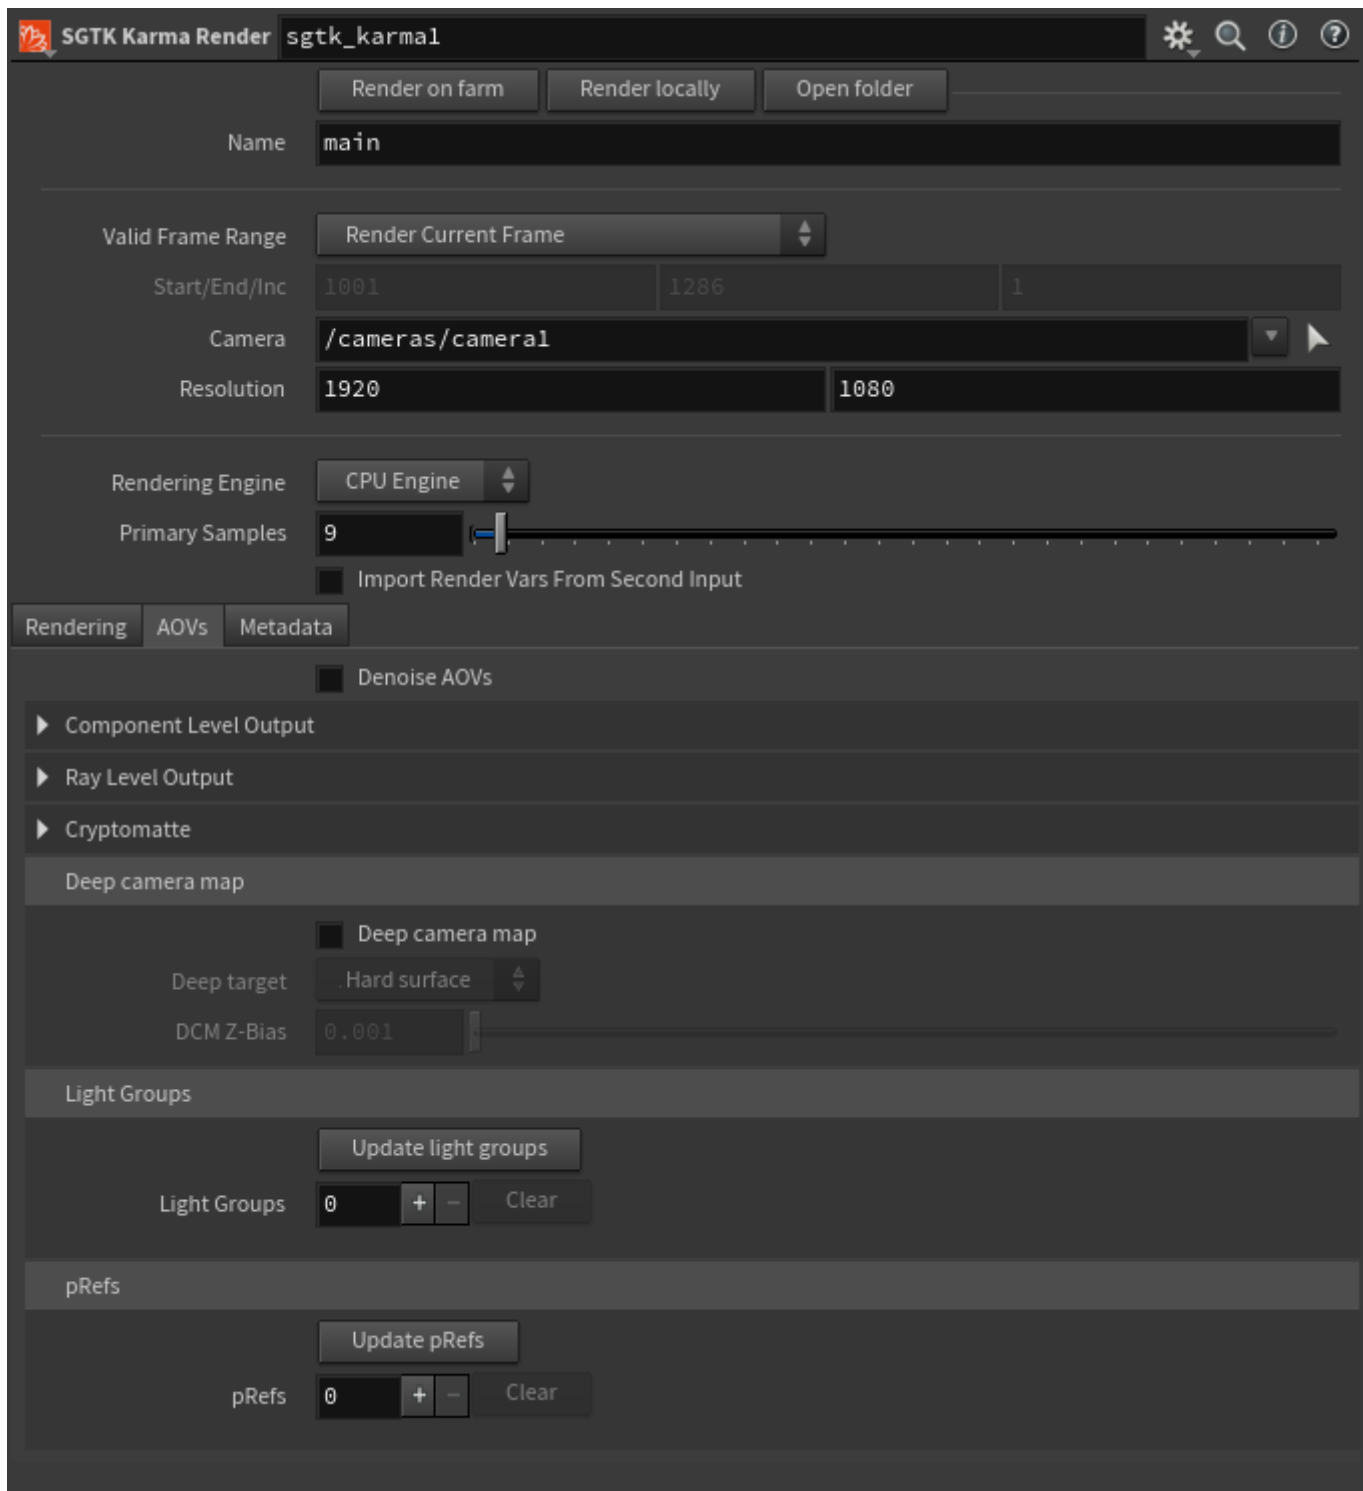 SGTK Karma Render sgtk_karma1
Render on farm Render locally Open folder
Name main
Valid Frame Range Render Current Frame
Start/End/Inc 1001 1286 1
Camera /cameras/camera1
Resolution 1920 1080
Rendering Engine CPU Engine
Primary Samples 9
Import Render Vars From Second Input
Rendering AOVs Metadata
Denoise AOVs
Component Level Output
Ray Level Output
Cryptomatte
Deep camera map
Deep camera map
Deep target Hard surface
DCM Z-Bias 0.001
Light Groups
Update light groups
Light Groups 0 + - Clear
pRefs
Update pRefs
pRefs 0 + - Clear